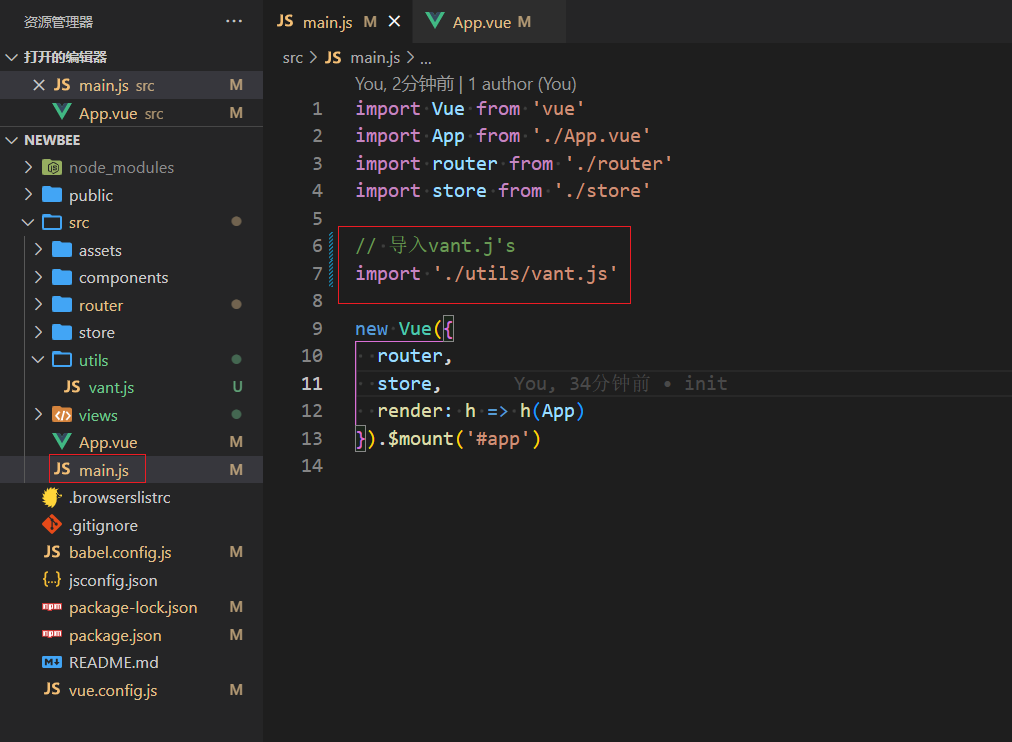 资源管理器 ...
打开的编辑器
JS main.js src M
App.vue src M
NEWBEE
node_modules
public
src
assets
components
router
store
utils
JS vant.js U
views
App.vue M
JS main.js M
.browserslistrc
.gitignore
JS babel.config.js M
{..} jsconfig.json
npm package-lock.json M
npm package.json M
M README.md
JS vue.config.js M
JS main.js M
App.vue M
src > JS main.js > ...
You, 2分钟前 | 1 author (You)
1 import Vue from 'vue'
2 import App from './App.vue'
3 import router from './router'
4 import store from './store'
5
6 // 导入vant.j's
7 import './utils/vant.js'
8
9 new Vue({
10 router,
11 store, You, 34分钟前 • init
12 render: h => h(App)
13 }).$mount('#app')
14